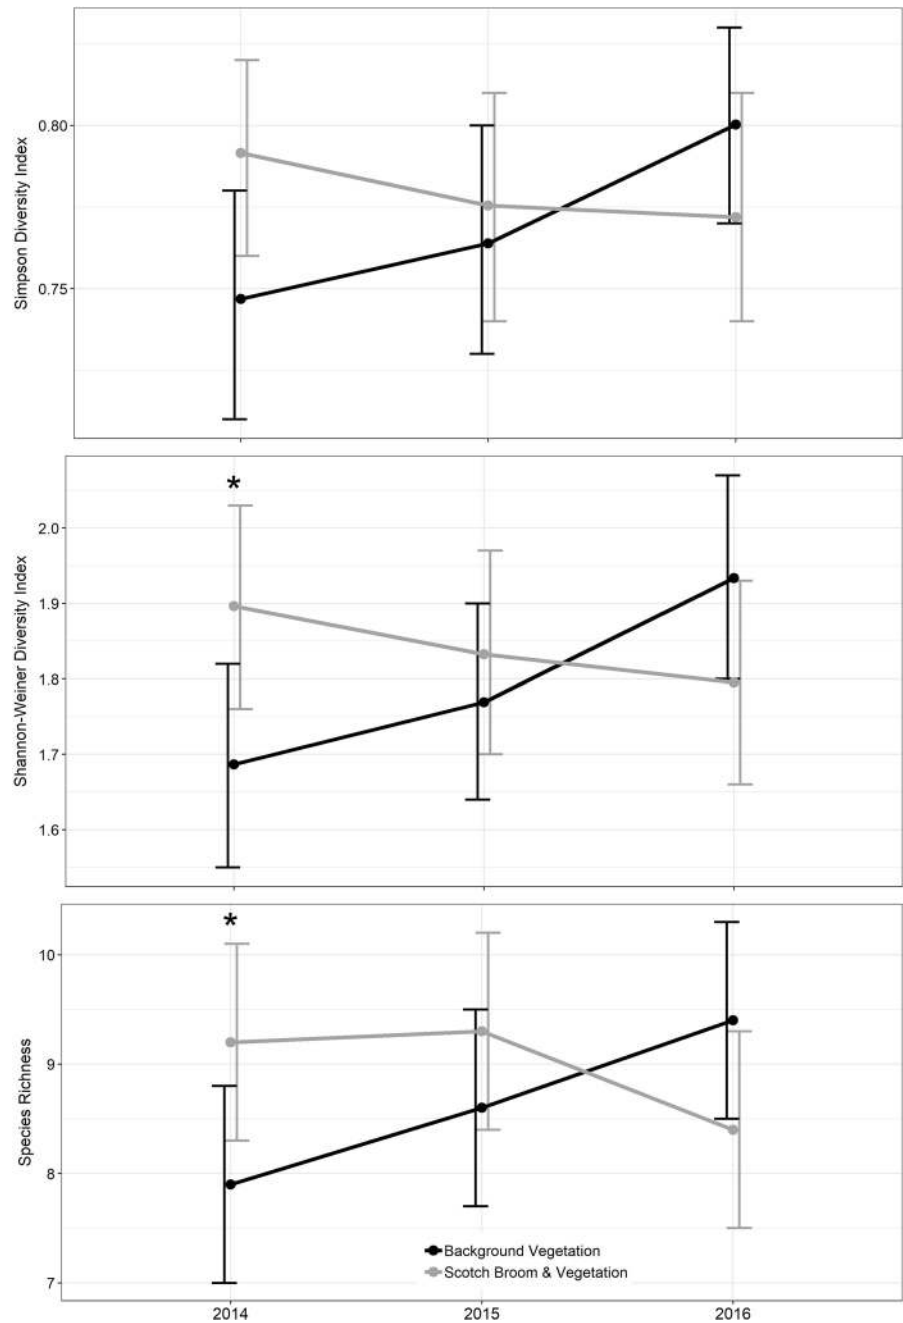 Simpson Diversity Index
0.80
0.75
Shannon-Weiner Diversity Index
*
2.0
1.9
1.8
1.7
1.6
Species Richness
*
10
9
8
7
Background Vegetation
Scotch Broom & Vegetation
2014 2015 2016